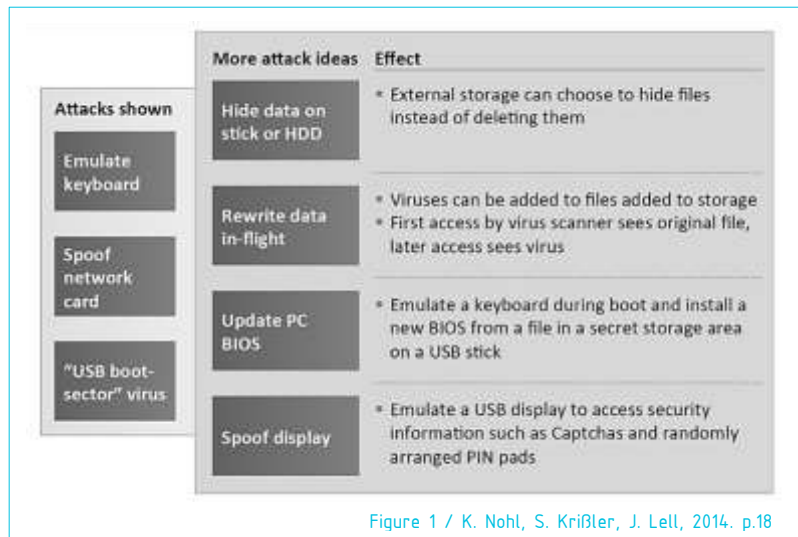 Attacks shown
Emulate
keyboard
Spoof
network
card
"USB boot-
sector" virus
More attack ideas
Effect
Hide data on
stick or HDD
• External storage can choose to hide files
instead of deleting them
Rewrite data
in-flight
• Viruses can be added to files added to storage
• First access by virus scanner sees original file,
later access sees virus
Update PC
BIOS
• Emulate a keyboard during boot and install a
new BIOS from a file in a secret storage area
on a USB stick
Spoof display
• Emulate a USB display to access security
information such as Captchas and randomly
arranged PIN pads
Figure 1 / K. Nohl, S. Krißler, J. Lell, 2014. p.18